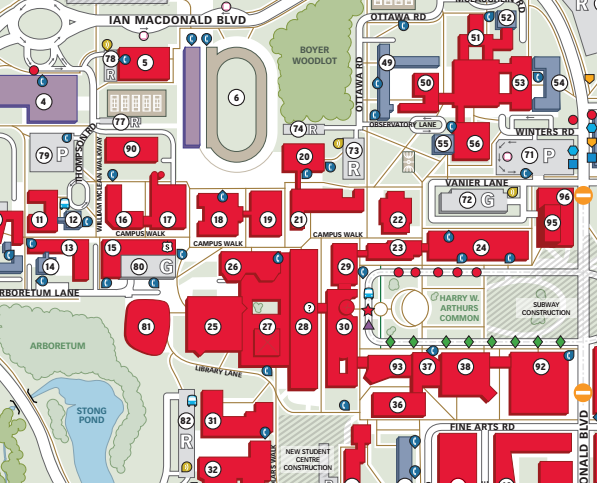 IAN MACDONALD BLVD
OTTAWA RD
52
51
78
R
5
BOYER
WOODLOT
49
OTTAWA RD
50
53
54
4
6
77
R
74
R
OBSERVATORY LANE
WINTERS RD
79
P
THOMPSON RD
90
WILLIAM MCLEAN WALKWAY
20
73
R
55
56
71
P
VANIER LANE
72
G
96
95
11
12
16
17
18
19
21
22
CAMPUS WALK
CAMPUS WALK
CAMPUS WALK
13
15
S
23
24
14
80
G
26
29
ARBORETUM LANE
HARRY W.
ARTHURS
COMMON
SUBWAY
CONSTRUCTION
81
25
27
28
?
30
ARBORETUM
LIBRARY LANE
93
37
38
92
36
STONG
POND
82
R
31
32
NEW STUDENT
CENTRE
CONSTRUCTION
FINE ARTS RD